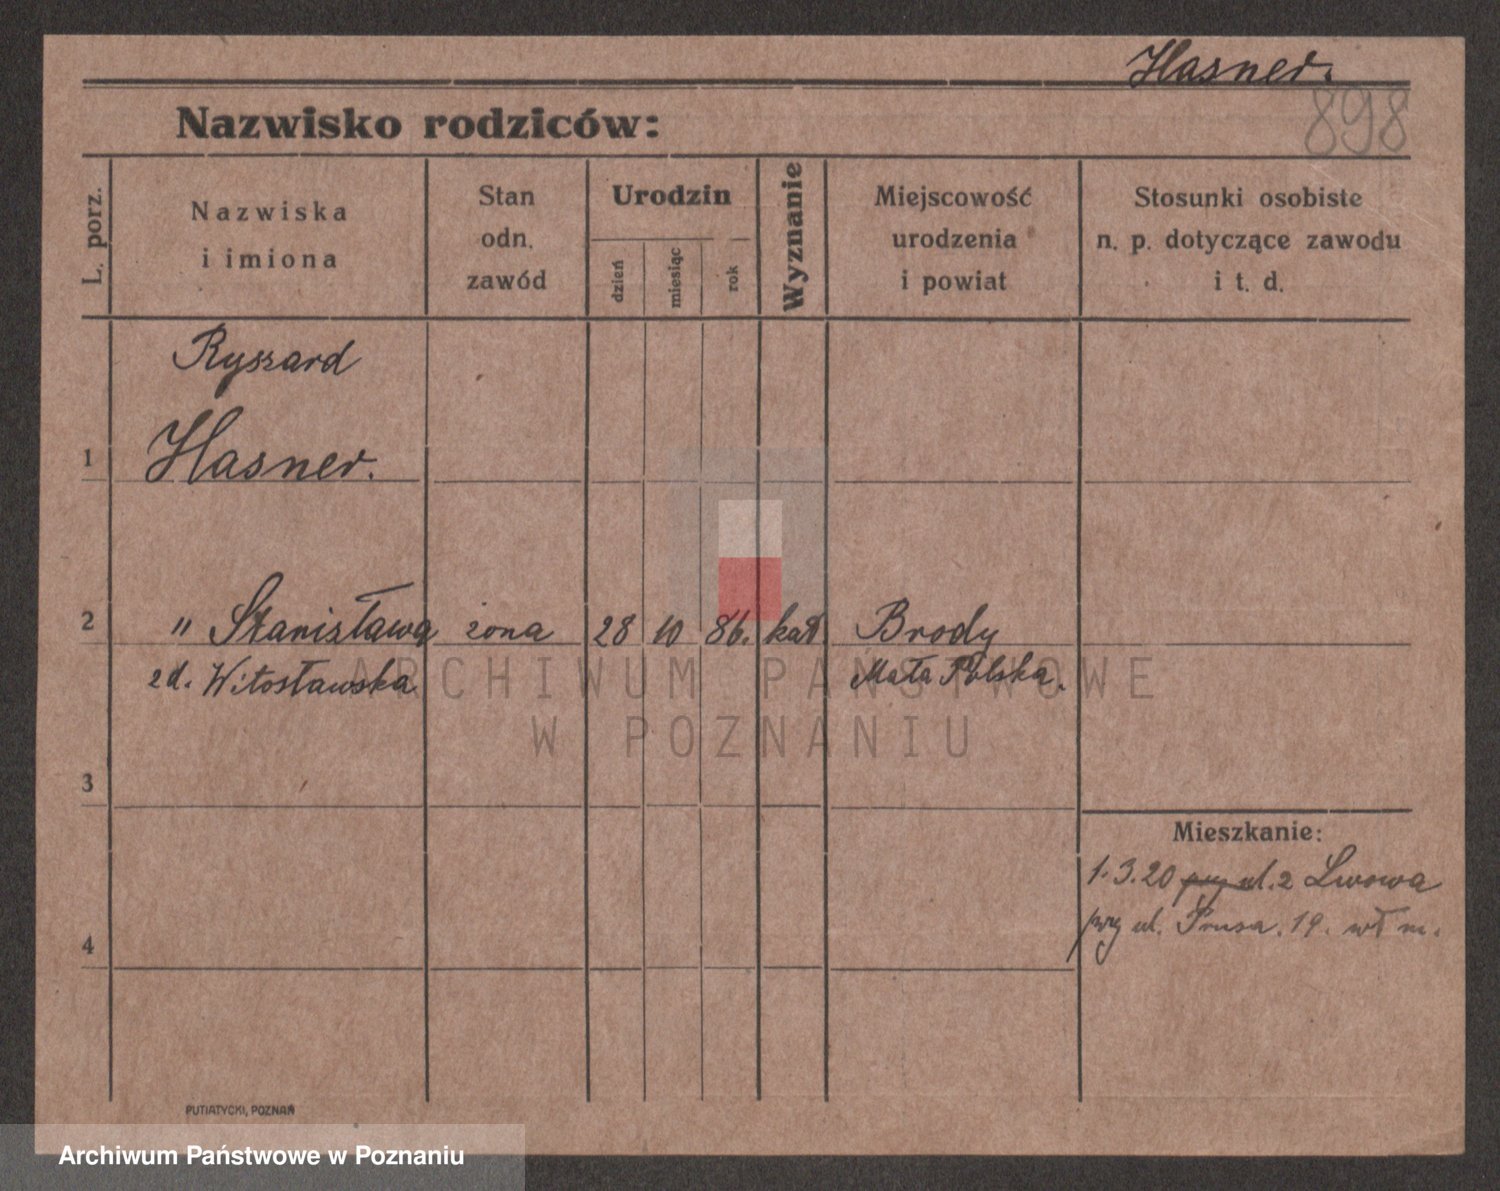 Hasner.
898
Nazwisko rodziców:
L. porz.
Nazwiska
i imiona
Stan
odn.
zawód
Urodzin
dzień
miesiąc
rok
Wyznanie
Miejscowość
urodzenia
i powiat
Stosunki osobiste
n. p. dotyczące zawodu
i t. d.
Ryszard
1 Hasner.
2 " Stanisława żona 28 10 86. kat Brody
zd. Witosławska Mała Polska.
ARCHIWUM PAŃSTWOWE
W POZNANIU
3
Mieszkanie:
1.3.20 przy ul. z Lwowa
przy ul. Prusa. 19. wł m.
4
PUTIATYCKI, POZNAŃ
Archiwum Państwowe w Poznaniu